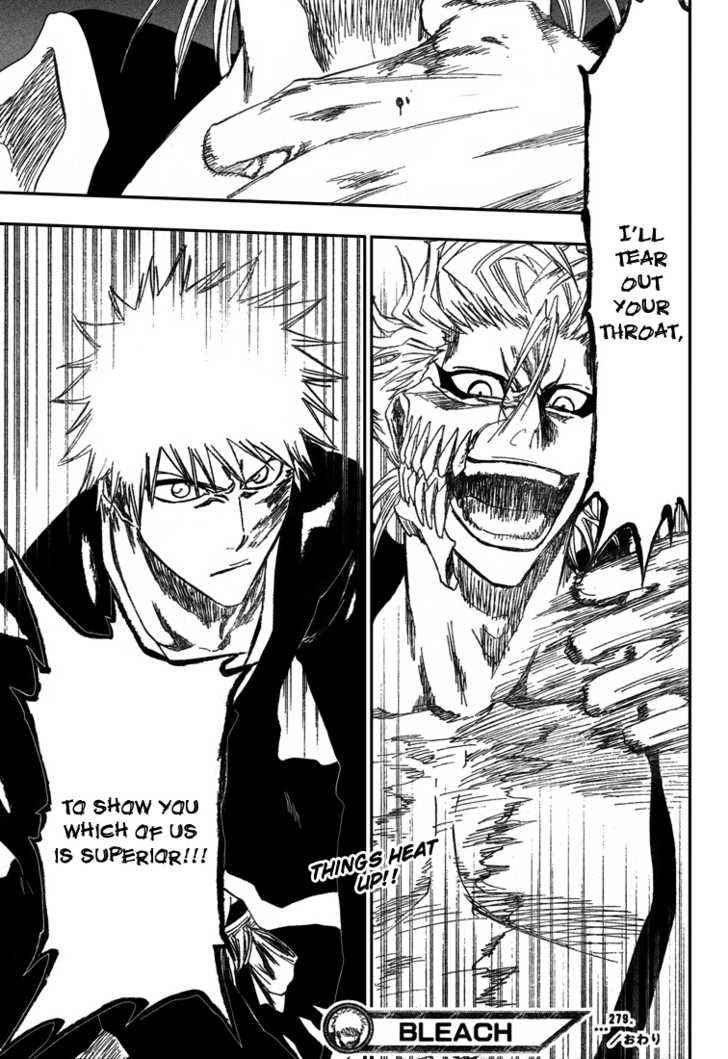 I'LL
TEAR
OUT
YOUR
THROAT,
TO SHOW YOU
WHICH OF US
IS SUPERIOR!!!
THINGS HEAT
UP!!
BLEACH
...279.
/おわり